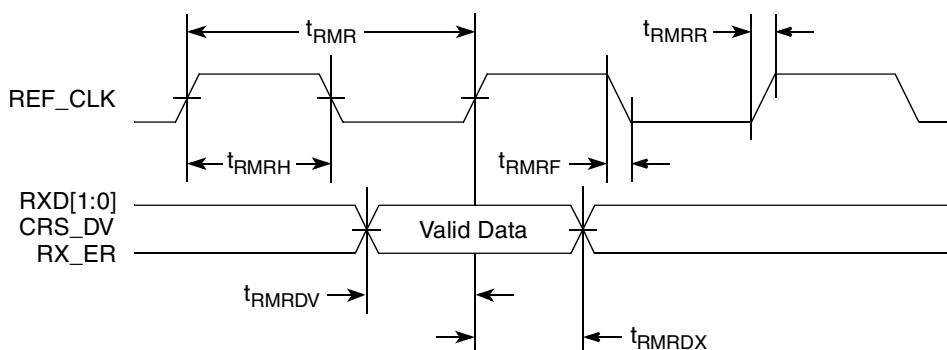 tRMR
tRMRR
REF_CLK
tRMRH
tRMRF
RXD[1:0]
CRS_DV
RX_ER
Valid Data
tRMRDV
tRMRDX